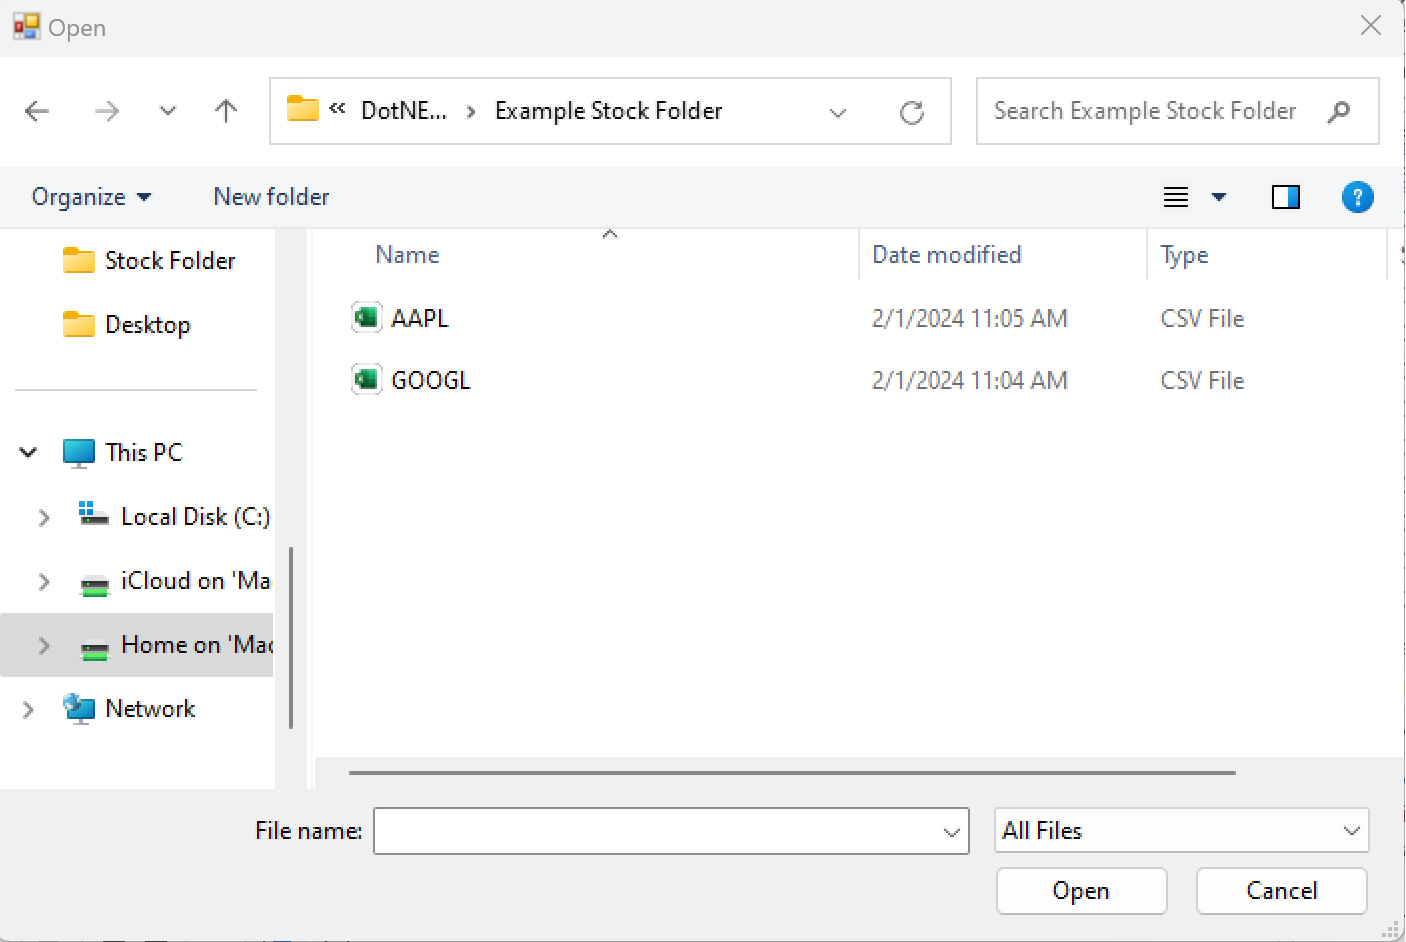 Open
« DotNE... › Example Stock Folder
Search Example Stock Folder
Organize
New folder
?
Stock Folder
Desktop
This PC
Local Disk (C:)
iCloud on 'Ma
Home on 'Mac
Network
Name Date modified Type
AAPL 2/1/2024 11:05 AM CSV File
GOOGL 2/1/2024 11:04 AM CSV File
File name:
All Files
Open Cancel